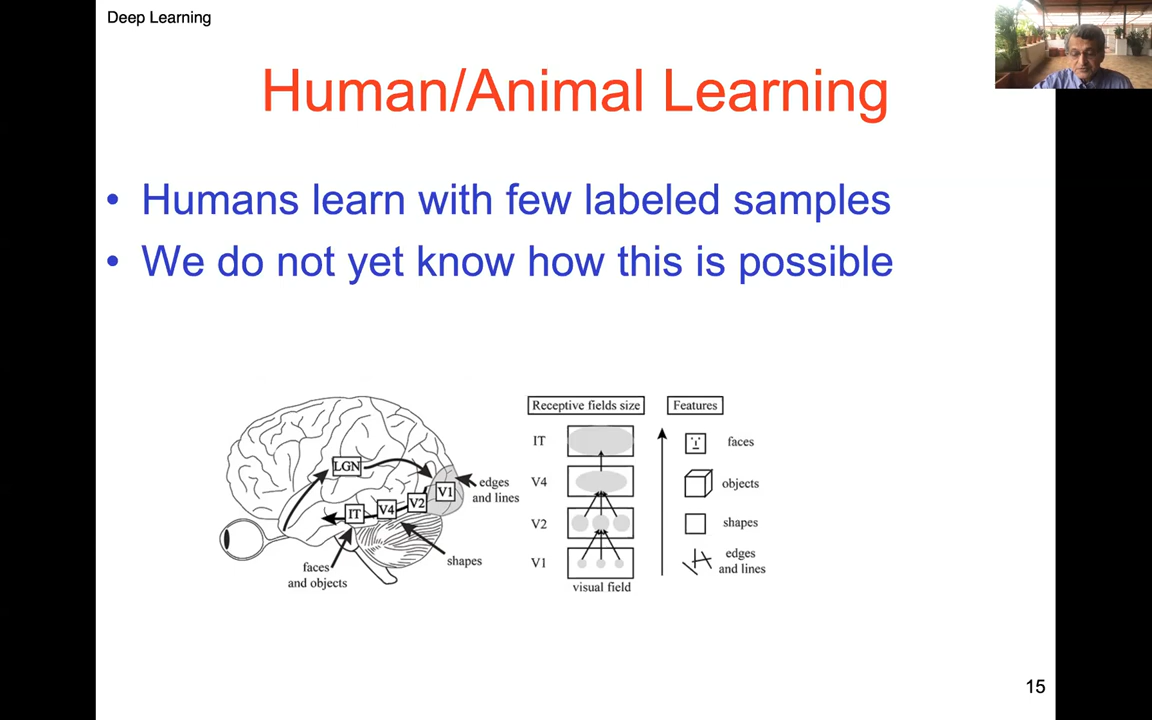 Deep Learning
Human/Animal Learning
• Humans learn with few labeled samples
• We do not yet know how this is possible
LGN
V1
V2
V4
IT
edges
and lines
shapes
faces
and objects
Receptive fields size
IT
V4
V2
V1
visual field
Features
faces
objects
shapes
edges
and lines
15